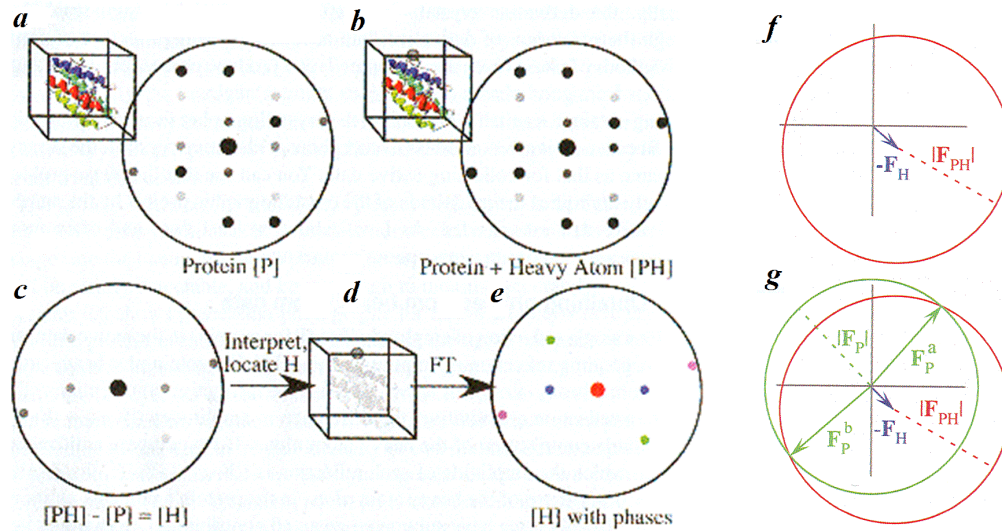 a
b
Protein [P]
Protein + Heavy Atom [PH]
c
d
e
Interpret,
locate H
FT
[PH] - [P] = [H]
[H] with phases
f
|F_PH|
-F_H
g
|F_P|
F_P^a
F_P^b
|F_PH|
-F_H